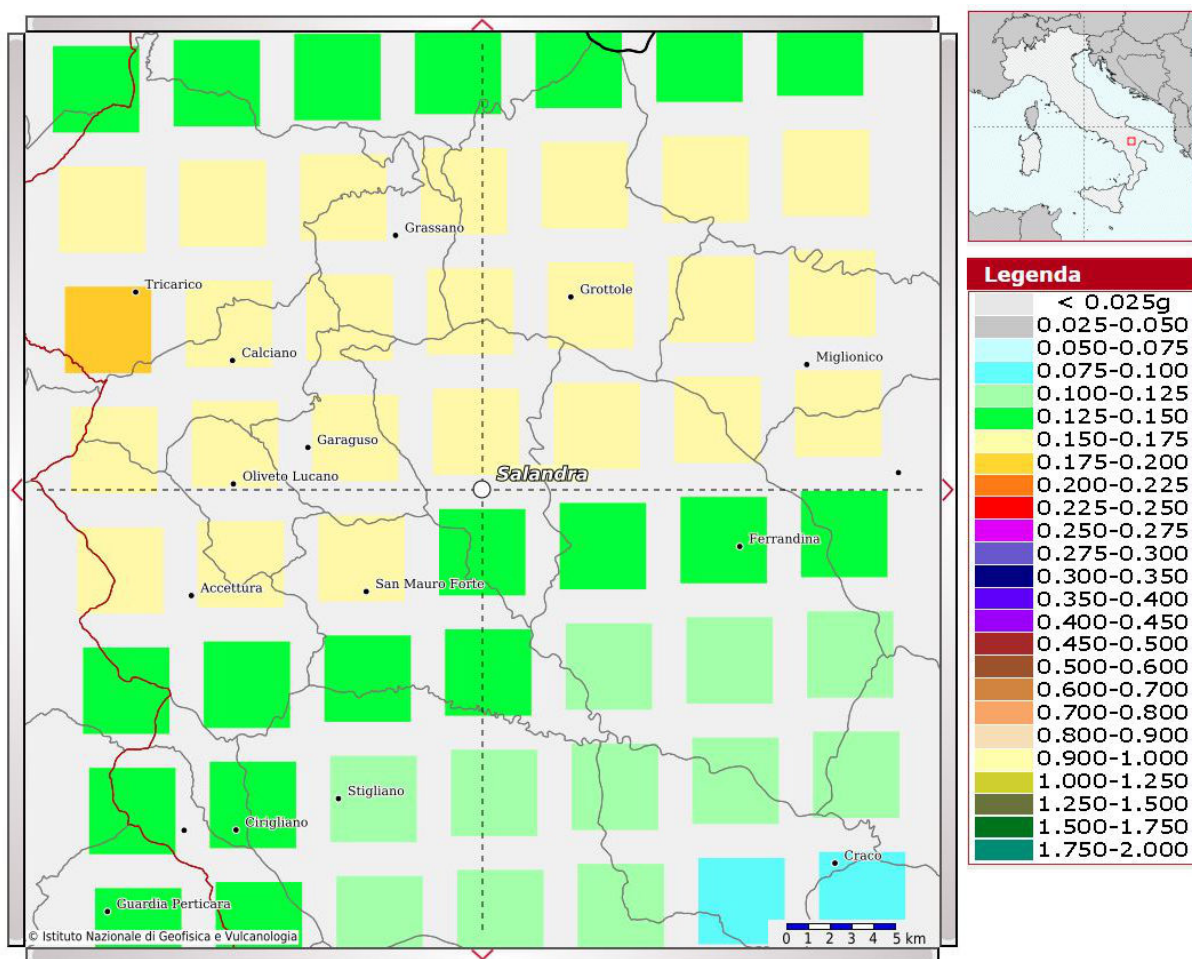 Grassano
Tricarico
Grottole
Calciano
Miglionico
Garaguso
Salandra
Oliveto Lucano
Ferrandina
Accettura
San Mauro Forte
Stigliano
Cirigliano
Craco
Guardia Perticara
© Istituto Nazionale di Geofisica e Vulcanologia
0 1 2 3 4 5 km
Legenda
< 0.025g
0.025-0.050
0.050-0.075
0.075-0.100
0.100-0.125
0.125-0.150
0.150-0.175
0.175-0.200
0.200-0.225
0.225-0.250
0.250-0.275
0.275-0.300
0.300-0.350
0.350-0.400
0.400-0.450
0.450-0.500
0.500-0.600
0.600-0.700
0.700-0.800
0.800-0.900
0.900-1.000
1.000-1.250
1.250-1.500
1.500-1.750
1.750-2.000